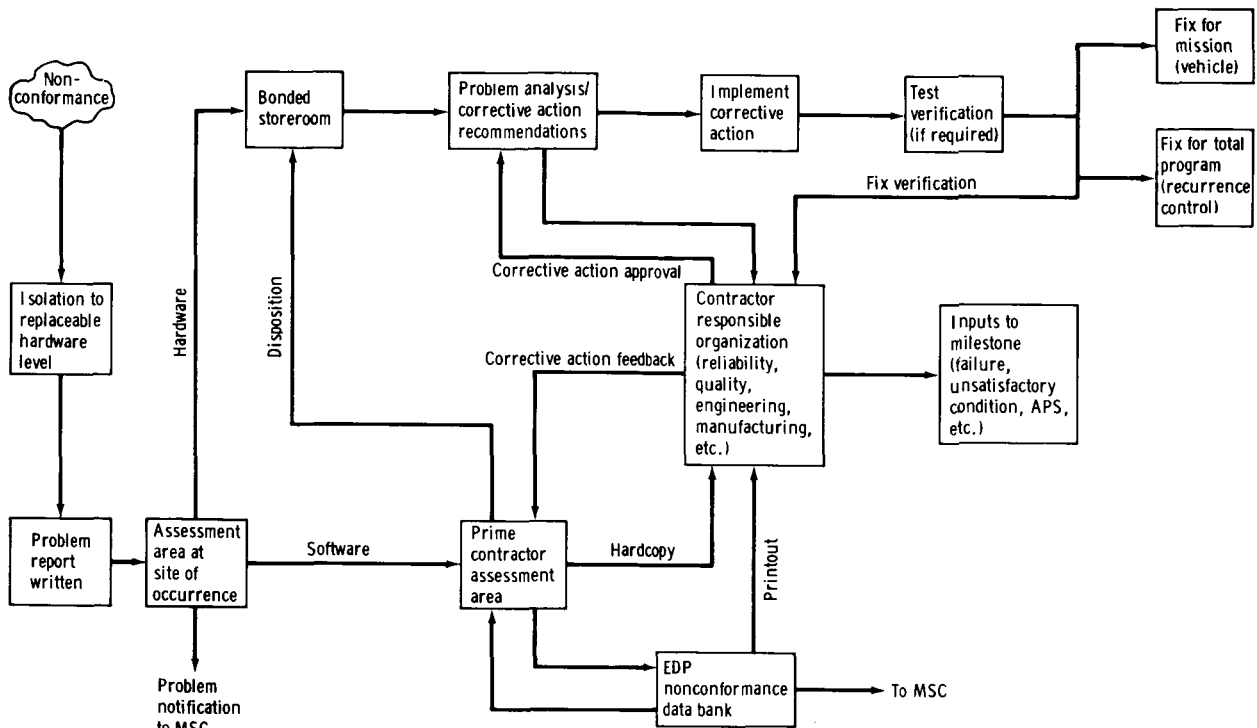 Non-
conformance
Isolation to
replaceable
hardware
level
Problem
report
written
Assessment
area at
site of
occurrence
Problem
notification
to MSC
Hardware
Software
Bonded
storeroom
Disposition
Problem analysis/
corrective action
recommendations
Implement
corrective
action
Test
verification
(if required)
Fix for
mission
(vehicle)
Fix for total
program
(recurrence
control)
Fix verification
Corrective action approval
Corrective action feedback
Contractor
responsible
organization
(reliability,
quality,
engineering,
manufacturing,
etc.)
Inputs to
milestone
(failure,
unsatisfactory
condition, APS,
etc.)
Prime
contractor
assessment
area
Hardcopy
Printout
EDP
nonconformance
data bank
To MSC